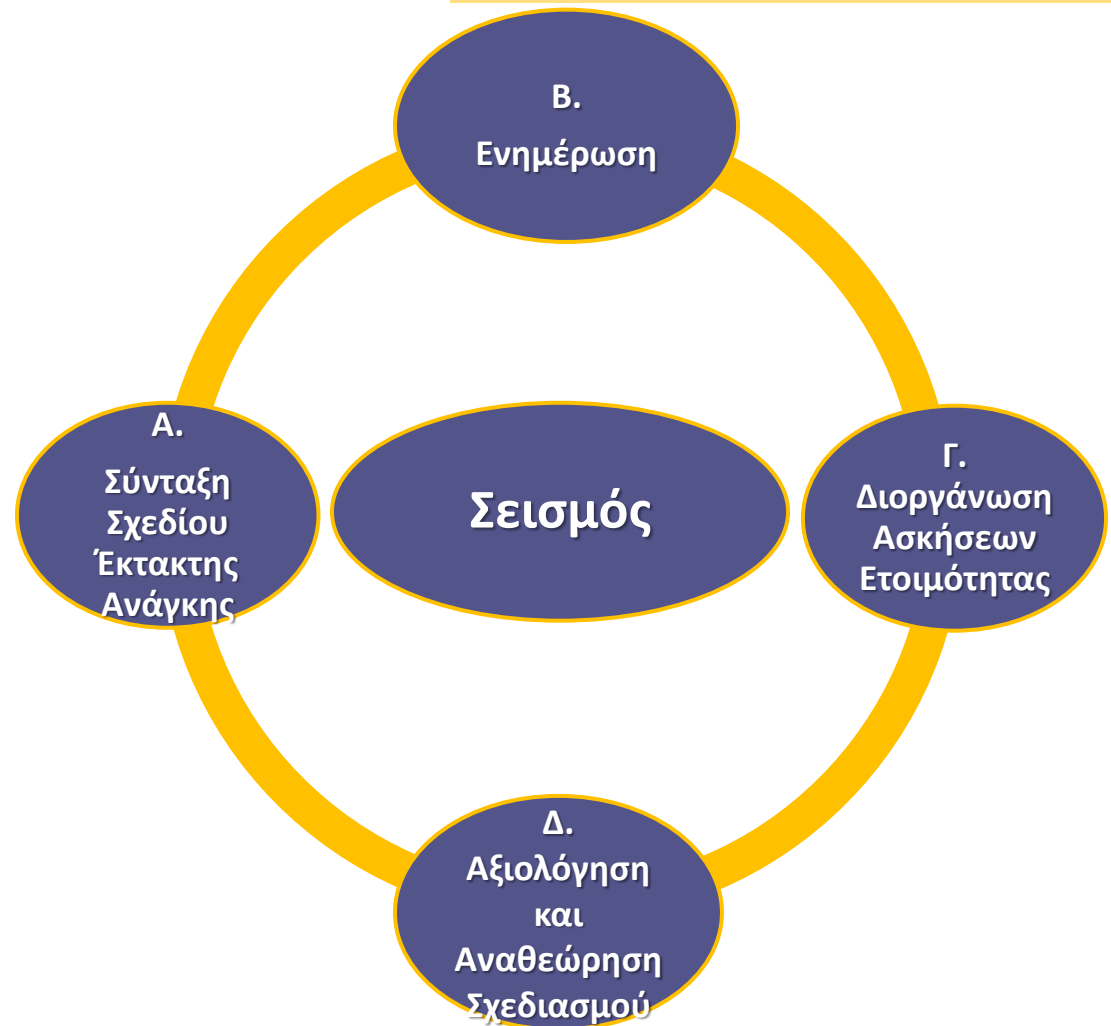 Β.
Ενημέρωση
Α.
Σύνταξη
Σχεδίου
Έκτακτης
Ανάγκης
Σεισμός
Γ.
Διοργάνωση
Ασκήσεων
Ετοιμότητας
Δ.
Αξιολόγηση
και
Αναθεώρηση
Σχεδιασμού